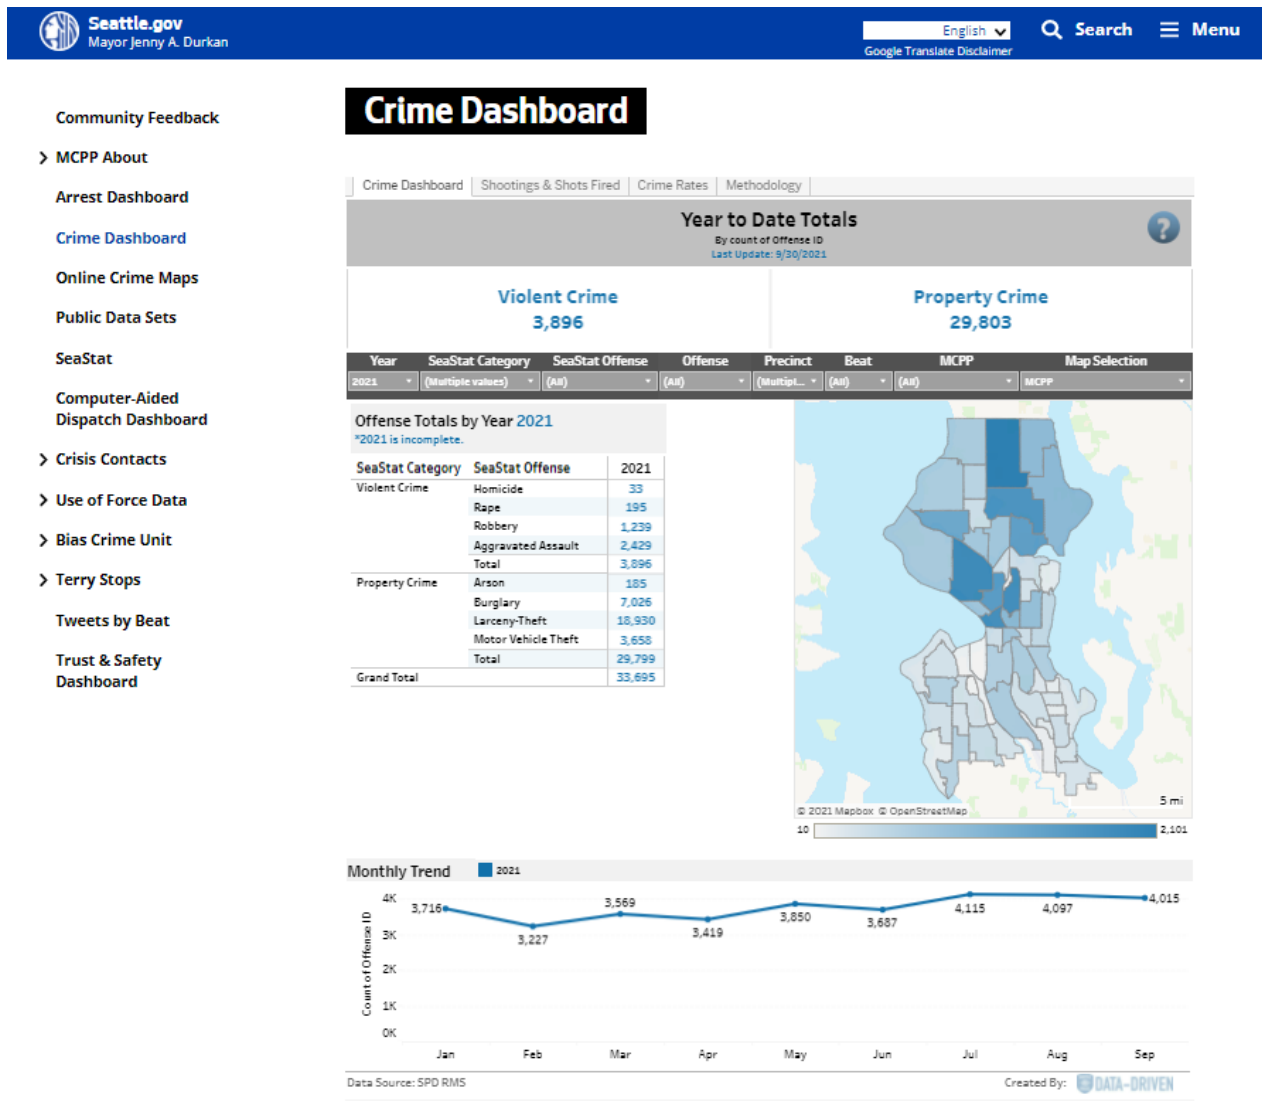 Seattle.gov
Mayor Jenny A. Durkan
English
Google Translate Disclaimer
Search
Menu
Community Feedback
MCPP About
Arrest Dashboard
Crime Dashboard
Online Crime Maps
Public Data Sets
SeaStat
Computer-Aided
Dispatch Dashboard
Crisis Contacts
Use of Force Data
Bias Crime Unit
Terry Stops
Tweets by Beat
Trust & Safety
Dashboard
Crime Dashboard
Crime Dashboard Shootings & Shots Fired Crime Rates Methodology
Year to Date Totals
By count of Offense ID
Last Update: 9/30/2021
?
Violent Crime
3,896
Property Crime
29,803
Year SeaStat Category SeaStat Offense Offense Precinct Beat MCPP Map Selection
2021 (Multiple values) (All) (All) (Multipl... (All) (All) MCPP
Offense Totals by Year 2021
*2021 is incomplete.
SeaStat Category SeaStat Offense 2021
Violent Crime Homicide 33
Rape 195
Robbery 1,239
Aggravated Assault 2,429
Total 3,896
Property Crime Arson 185
Burglary 7,026
Larceny-Theft 18,930
Motor Vehicle Theft 3,658
Total 29,799
Grand Total 33,695
5 mi
© 2021 Mapbox © OpenStreetMap
10 2,101
Monthly Trend 2021
Count of Offense ID
4K
3K
2K
1K
0K
3,716
3,227
3,569
3,419
3,850
3,687
4,115
4,097
4,015
Jan Feb Mar Apr May Jun Jul Aug Sep
Data Source: SPD RMS
Created By: DATA-DRIVEN